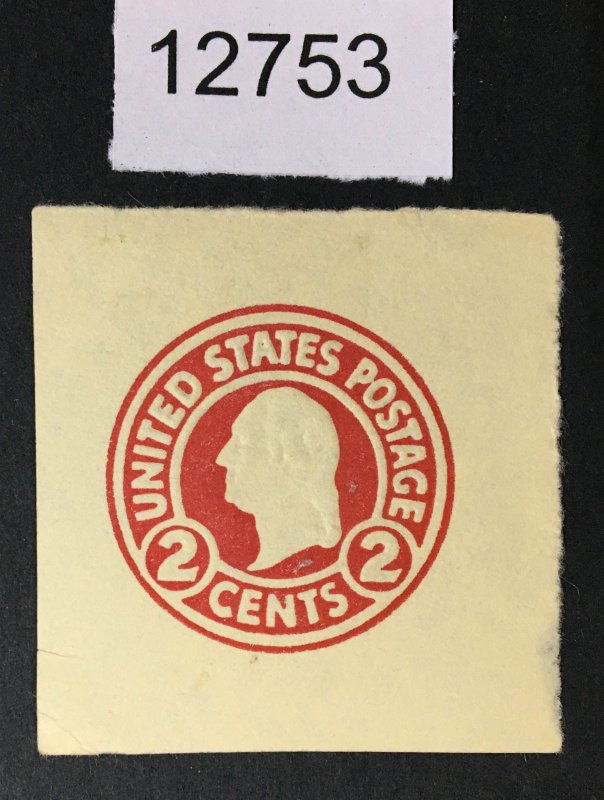 12753
UNITED STATES POSTAGE
2 CENTS 2